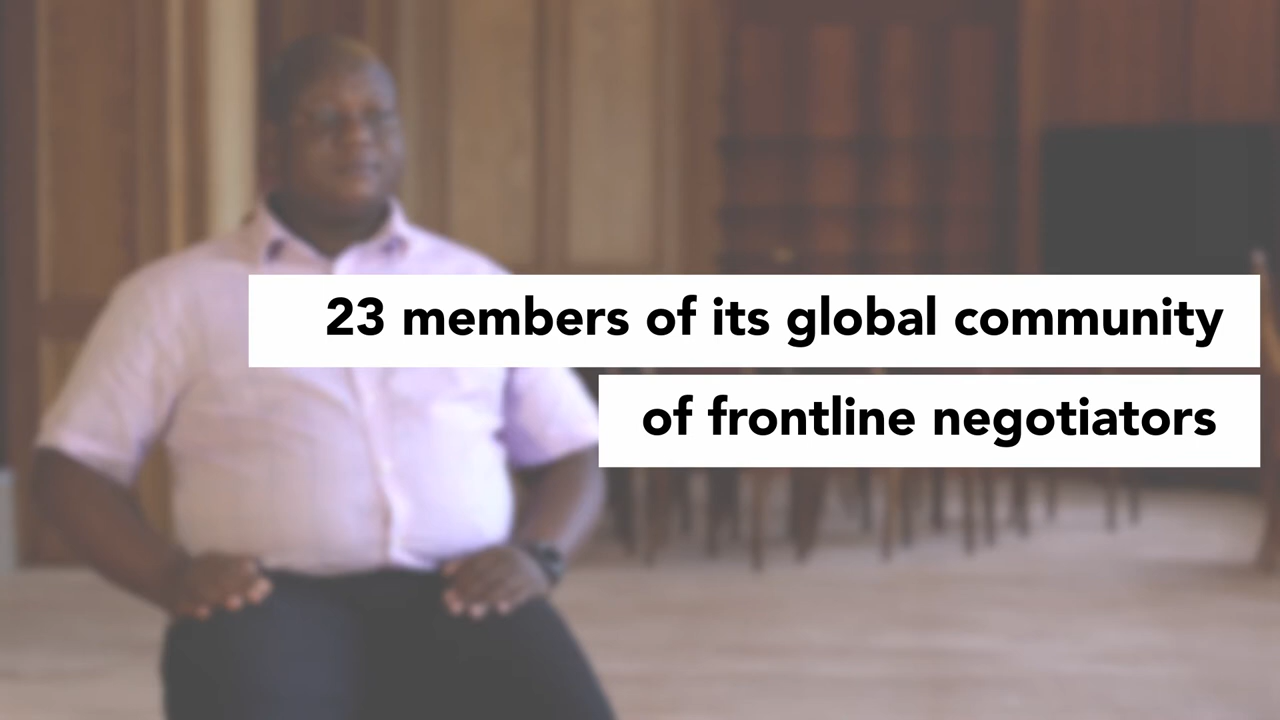 23 members of its global community
of frontline negotiators